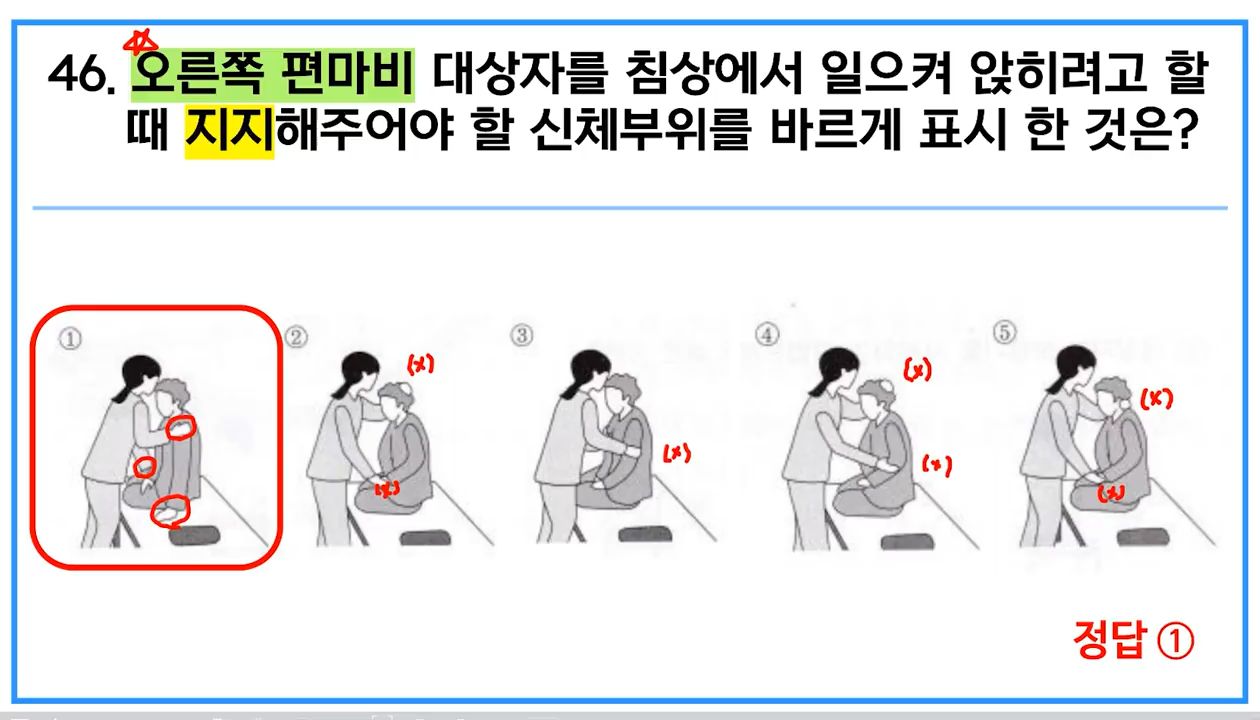 46. 오른쪽 편마비 대상자를 침상에서 일으켜 앉히려고 할
때 지지해주어야 할 신체부위를 바르게 표시 한 것은?
① ② ③ ④ ⑤
(x) (x) (x) (x)
(x) (x) (x)
정답 ①